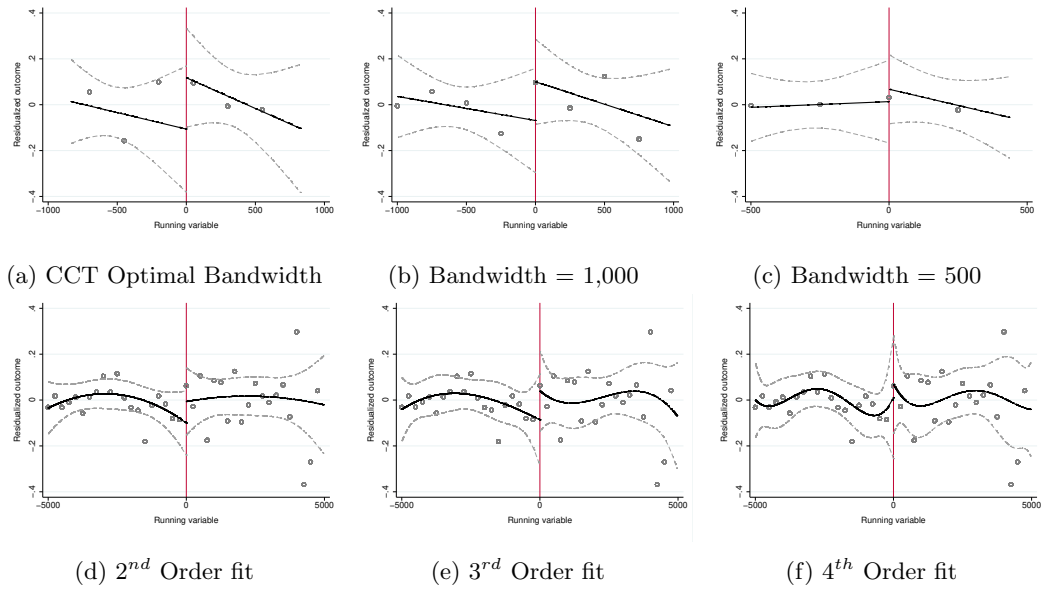 .4
.2
0
-.2
-.4
Residualized outcome
-1000
-500
0
500
1000
Running variable
(a) CCT Optimal Bandwidth
.4
.2
0
-.2
-.4
Residualized outcome
-1000
-500
0
500
1000
Running variable
(b) Bandwidth = 1,000
.4
.2
0
-.2
-.4
Residualized outcome
-500
0
500
Running variable
(c) Bandwidth = 500
.4
.2
0
-.2
-.4
Residualized outcome
-5000
0
5000
Running variable
(d) 2nd Order fit
.4
.2
0
-.2
-.4
Residualized outcome
-5000
0
5000
Running variable
(e) 3rd Order fit
.4
.2
0
-.2
-.4
Residualized outcome
-5000
0
5000
Running variable
(f) 4th Order fit